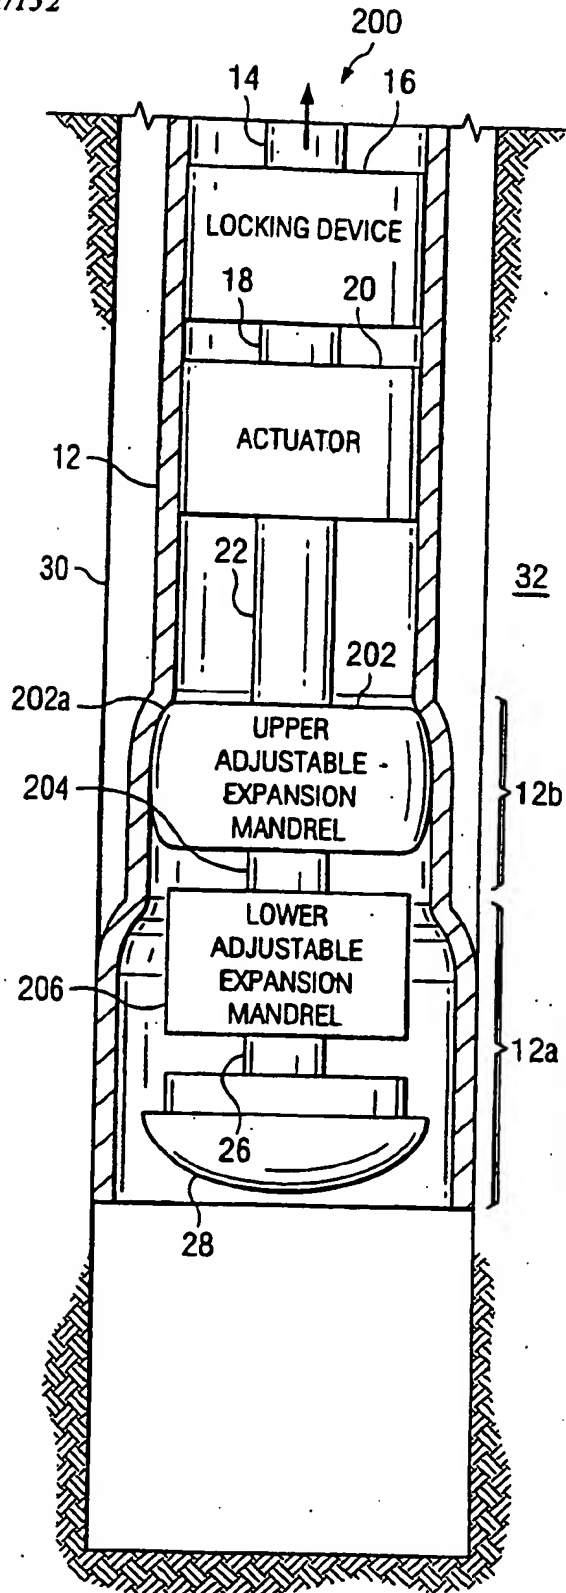 200
14
16
LOCKING DEVICE
18
20
ACTUATOR
12
22
30
32
202
202a
UPPER
ADJUSTABLE
EXPANSION
MANDREL
12b
204
LOWER
ADJUSTABLE
EXPANSION
MANDREL
206
12a
26
28